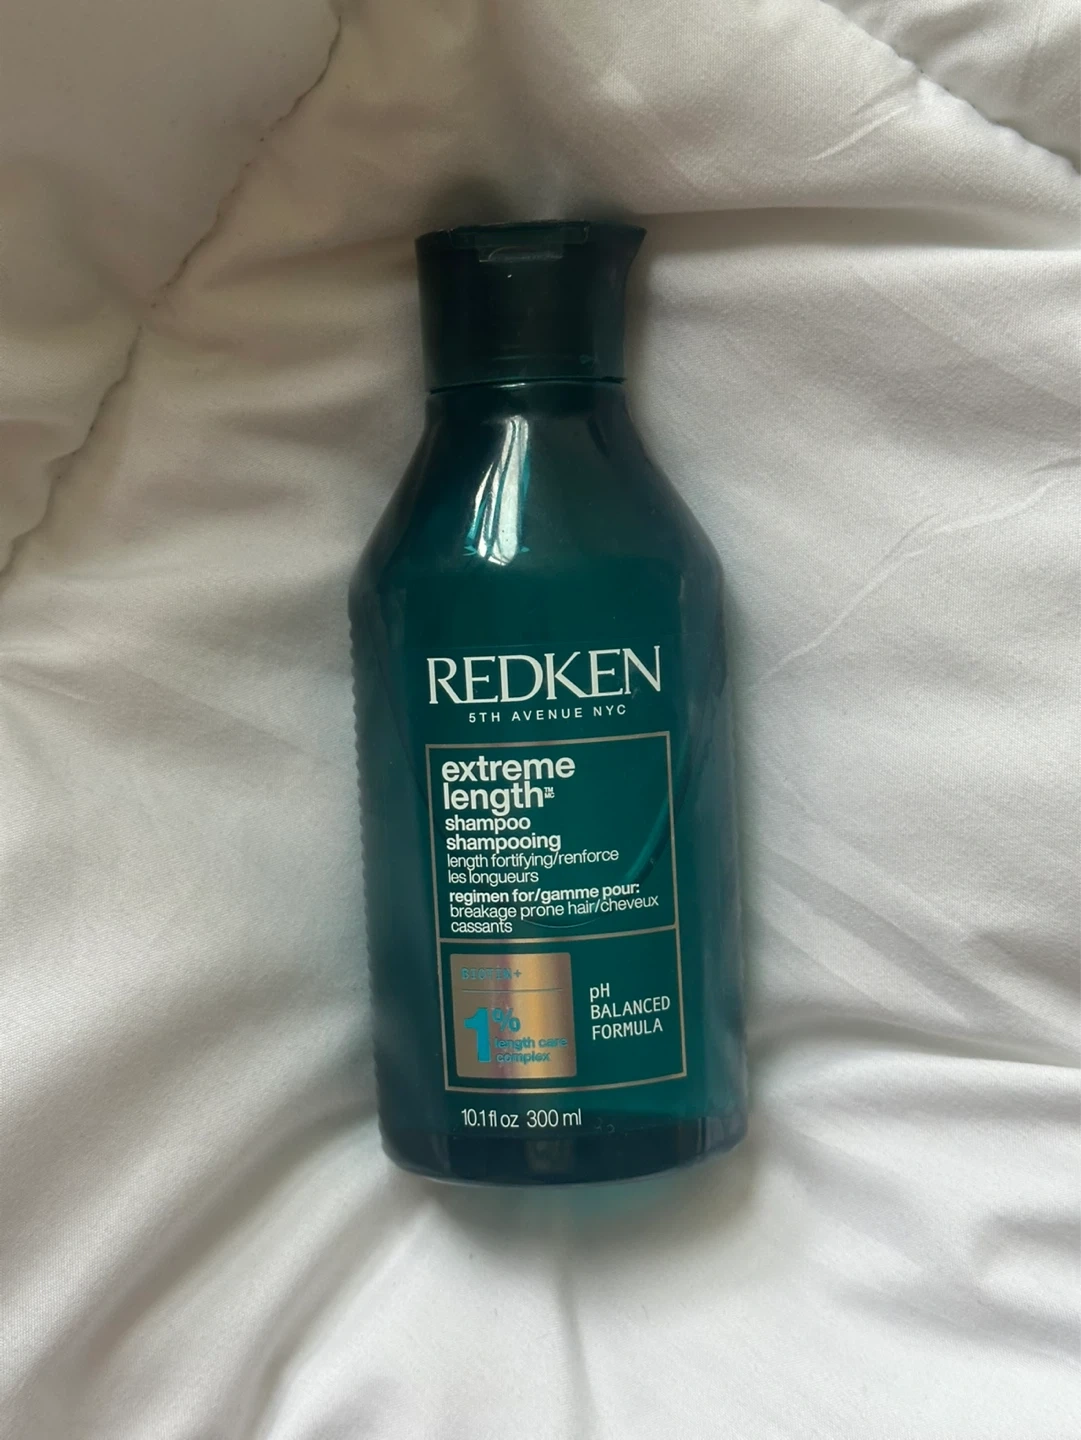 REDKEN
5TH AVENUE NYC
extreme
length™ MC
shampoo
shampooing
length fortifying/renforce
les longueurs
regimen for/gamme pour:
breakage prone hair/cheveux
cassants
BIOTIN+
1%
length care
complex
pH
BALANCED
FORMULA
10.1 fl oz 300 ml